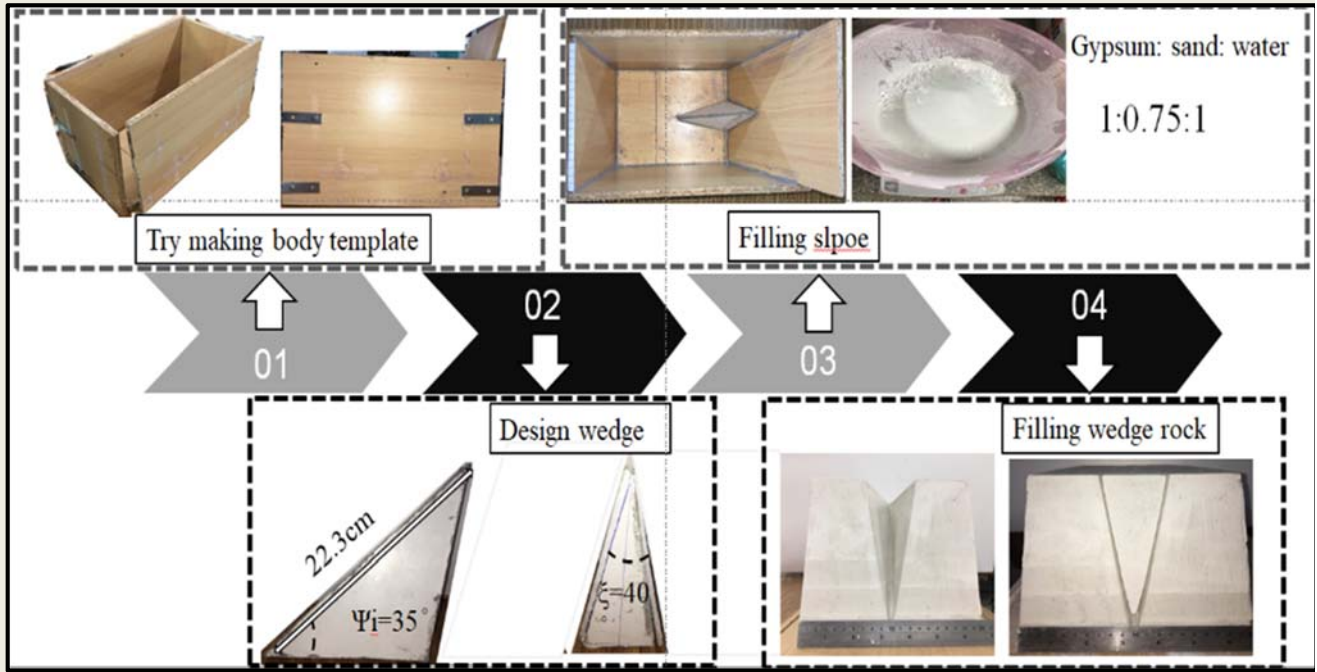 Gypsum: sand: water
1:0.75:1
Try making body template
Filling slpoe
01
02
03
04
Design wedge
Filling wedge rock
22.3cm
Ψi=35°
ξ=40°